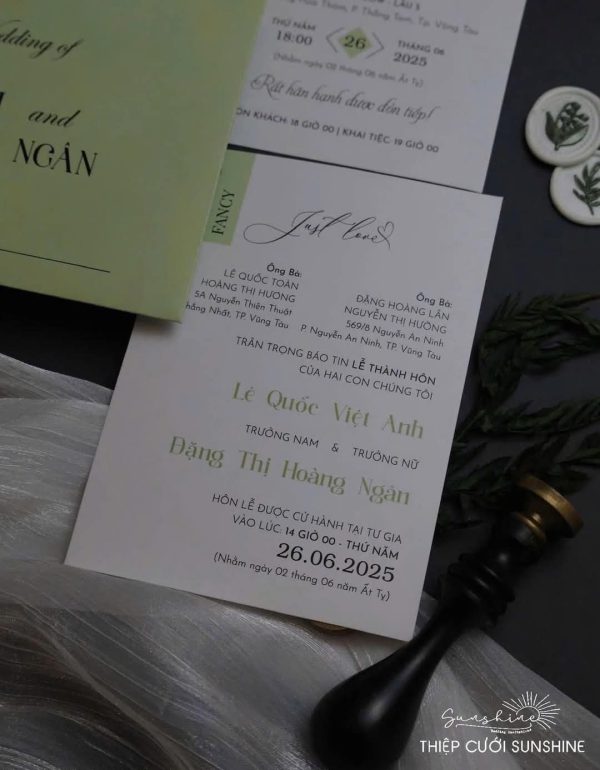 edding of
and
NGÂN
P. Thắng Tam, Tp. Vũng Tàu
THỨ NĂM
18:00
26
THÁNG 06
2025
(Nhằm ngày 02 tháng 06 năm Ất Tỵ)
Rất hân hạnh được đón tiếp!
ÓN KHÁCH: 18 GIỜ 00 | KHAI TIỆC: 19 GIỜ 00
FANCY
Just love
Ông Bà:
LÊ QUỐC TOÀN
HOÀNG THỊ HƯƠNG
5A Nguyễn Thiện Thuật
hắng Nhất, TP Vũng Tàu
Ông Bà:
ĐẶNG HOÀNG LÂN
NGUYỄN THỊ HƯỜNG
569/8 Nguyễn An Ninh
P. Nguyễn An Ninh, TP. Vũng Tàu
TRÂN TRỌNG BÁO TIN LỄ THÀNH HÔN
CỦA HAI CON CHÚNG TÔI
Lê Quốc Việt Anh
TRƯỞNG NAM & TRƯỞNG NỮ
Đặng Thị Hoàng Ngân
HÔN LỄ ĐƯỢC CỬ HÀNH TẠI TƯ GIA
VÀO LÚC: 14 GIỜ 00 - THỨ NĂM
26.06.2025
(Nhằm ngày 02 tháng 06 năm Ất Tỵ)
Sunshine
THIỆP CƯỚI SUNSHINE